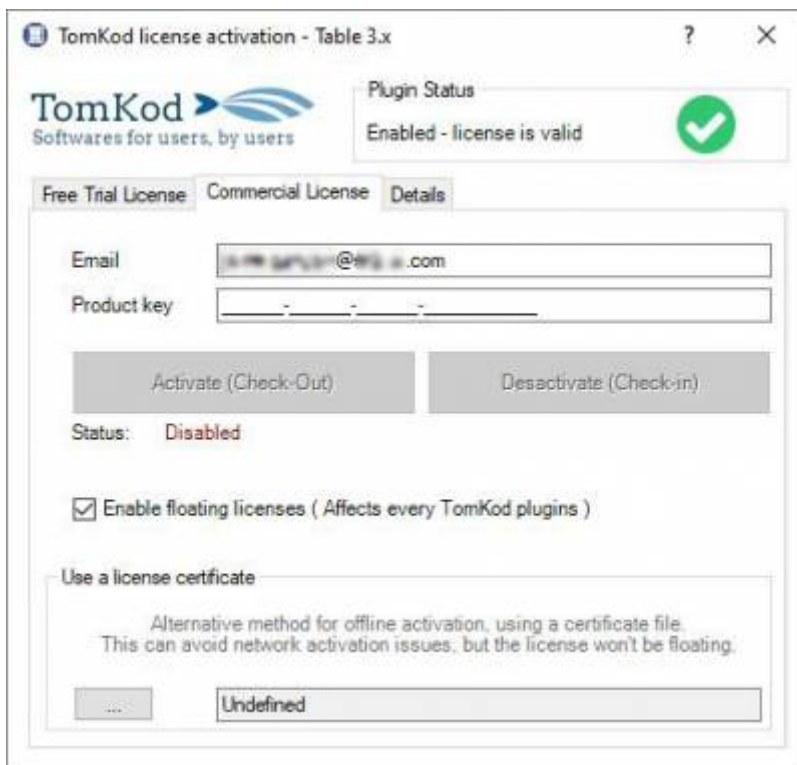 TomKod license activation - Table 3.x
?
TomKod
Softwares for users, by users
Plugin Status
Enabled - license is valid
Free Trial License
Commercial License
Details
Email
@
.com
Product key
Activate (Check-Out)
Desactivate (Check-in)
Status: Disabled
Enable floating licenses ( Affects every TomKod plugins )
Use a license certificate
Alternative method for offline activation, using a certificate file.
This can avoid network activation issues, but the license won't be floating.
...
Undefined